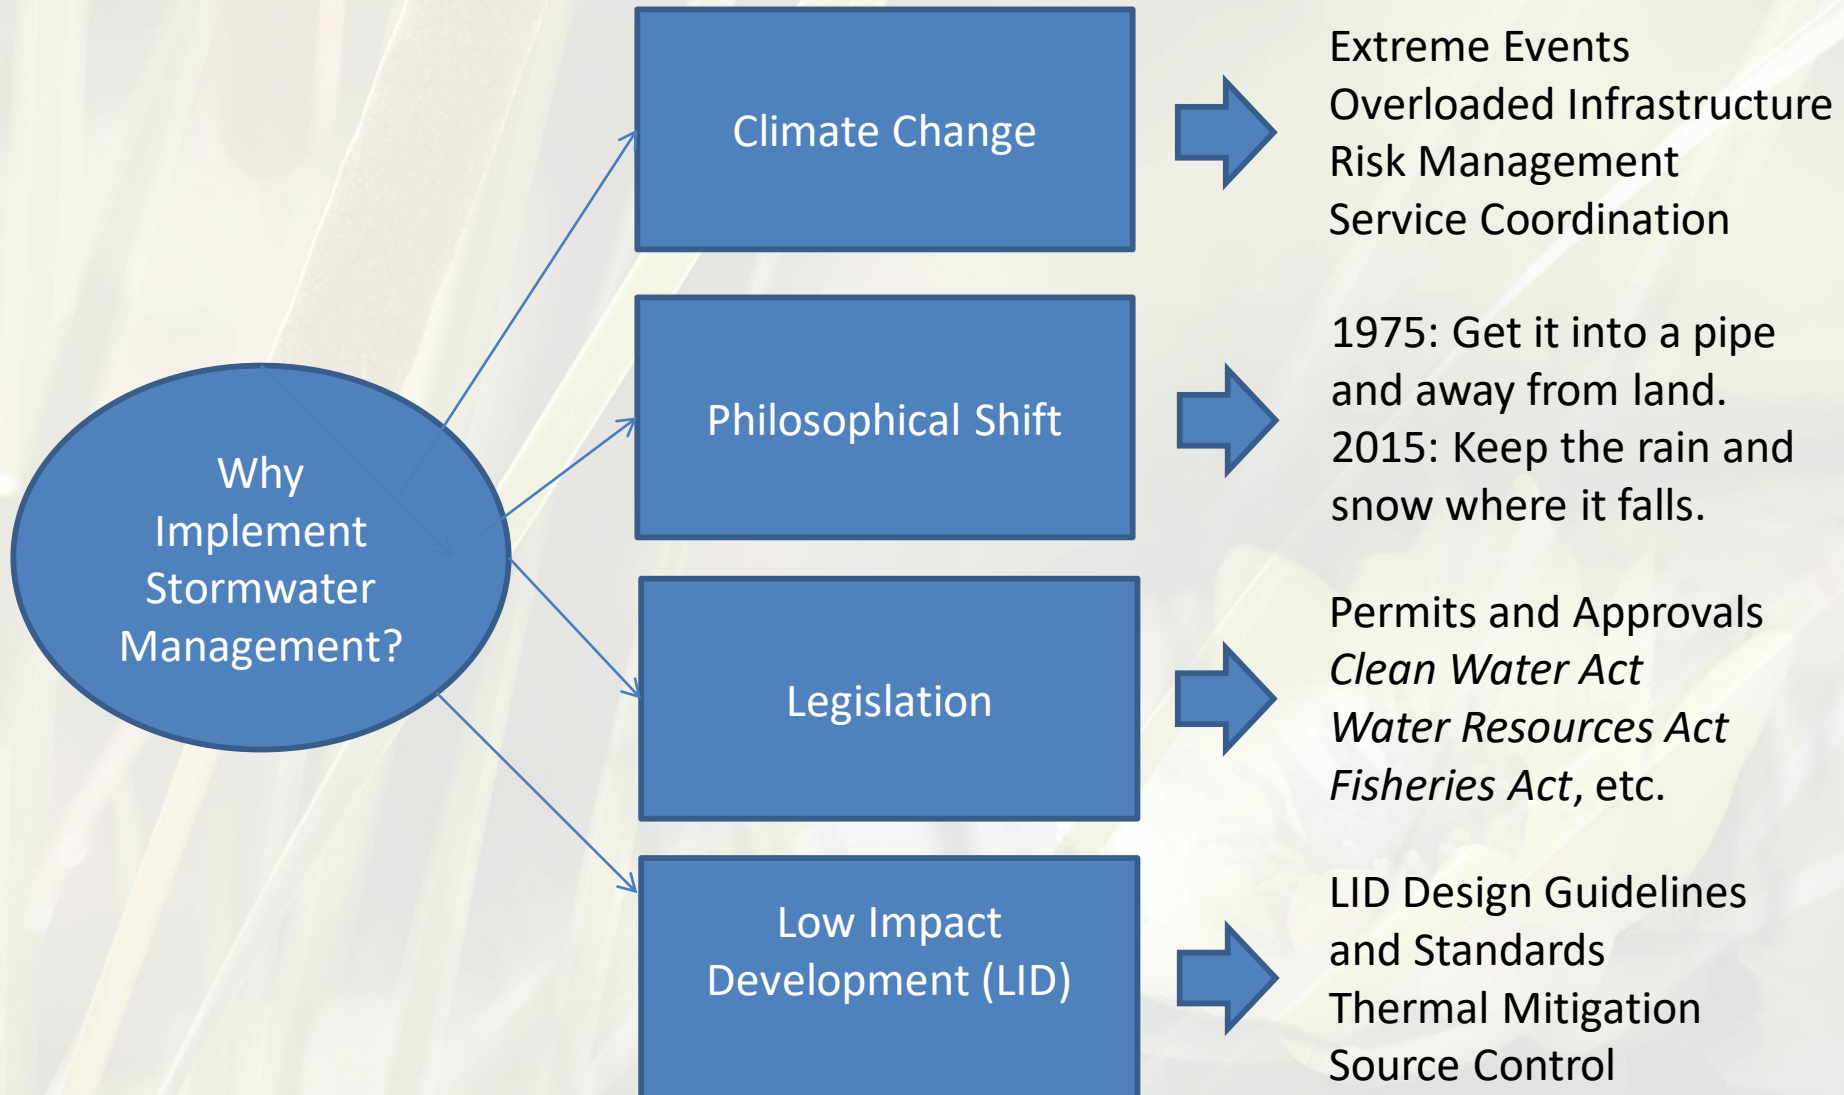 Why
Implement
Stormwater
Management?
Climate Change
Extreme Events
Overloaded Infrastructure
Risk Management
Service Coordination
Philosophical Shift
1975: Get it into a pipe
and away from land.
2015: Keep the rain and
snow where it falls.
Legislation
Permits and Approvals
Clean Water Act
Water Resources Act
Fisheries Act, etc.
Low Impact
Development (LID)
LID Design Guidelines
and Standards
Thermal Mitigation
Source Control